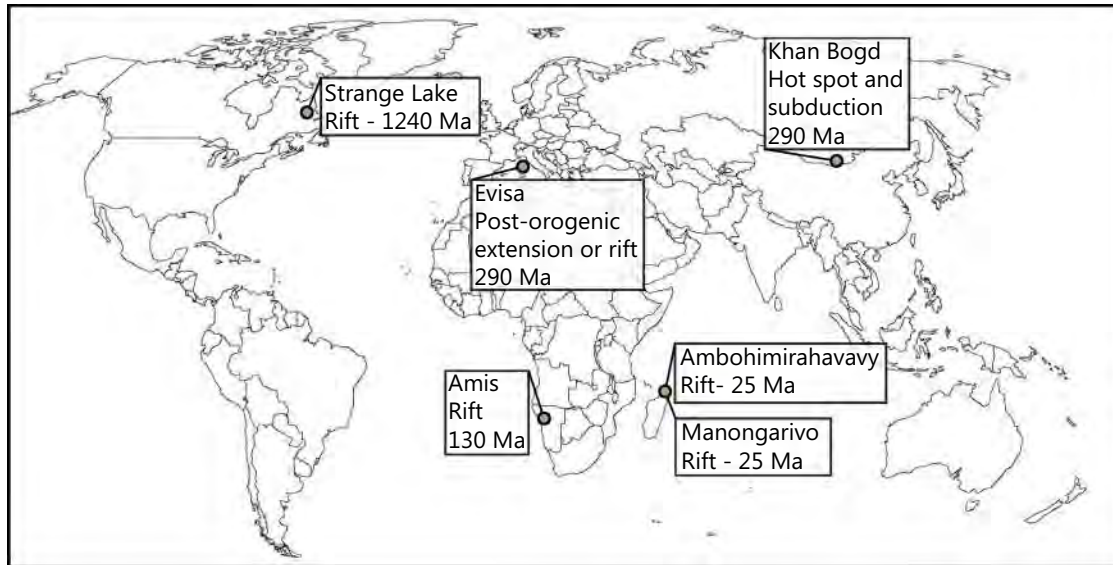 Khan Bogd
Hot spot and
subduction
290 Ma
Strange Lake
Rift - 1240 Ma
Evisa
Post-orogenic
extension or rift
290 Ma
Ambohimirahavavy
Rift- 25 Ma
Amis
Rift
130 Ma
Manongarivo
Rift - 25 Ma